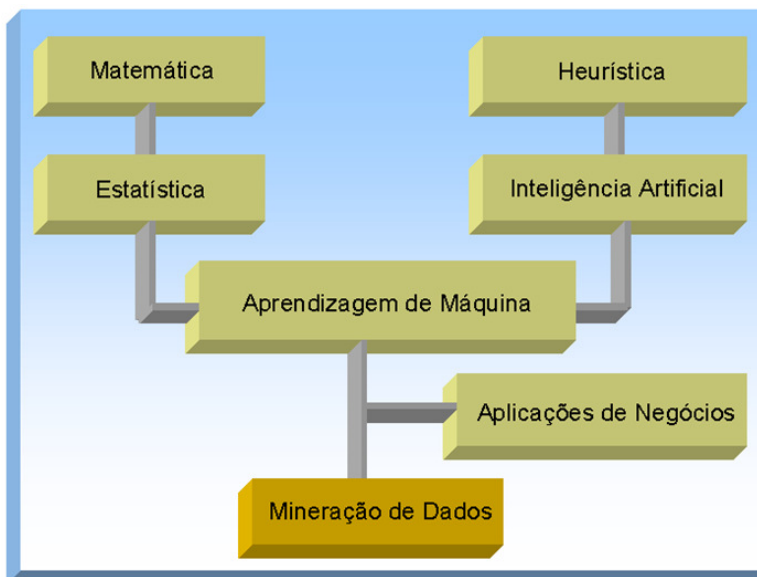 Matemática
Heurística
Estatística
Inteligência Artificial
Aprendizagem de Máquina
Aplicações de Negócios
Mineração de Dados